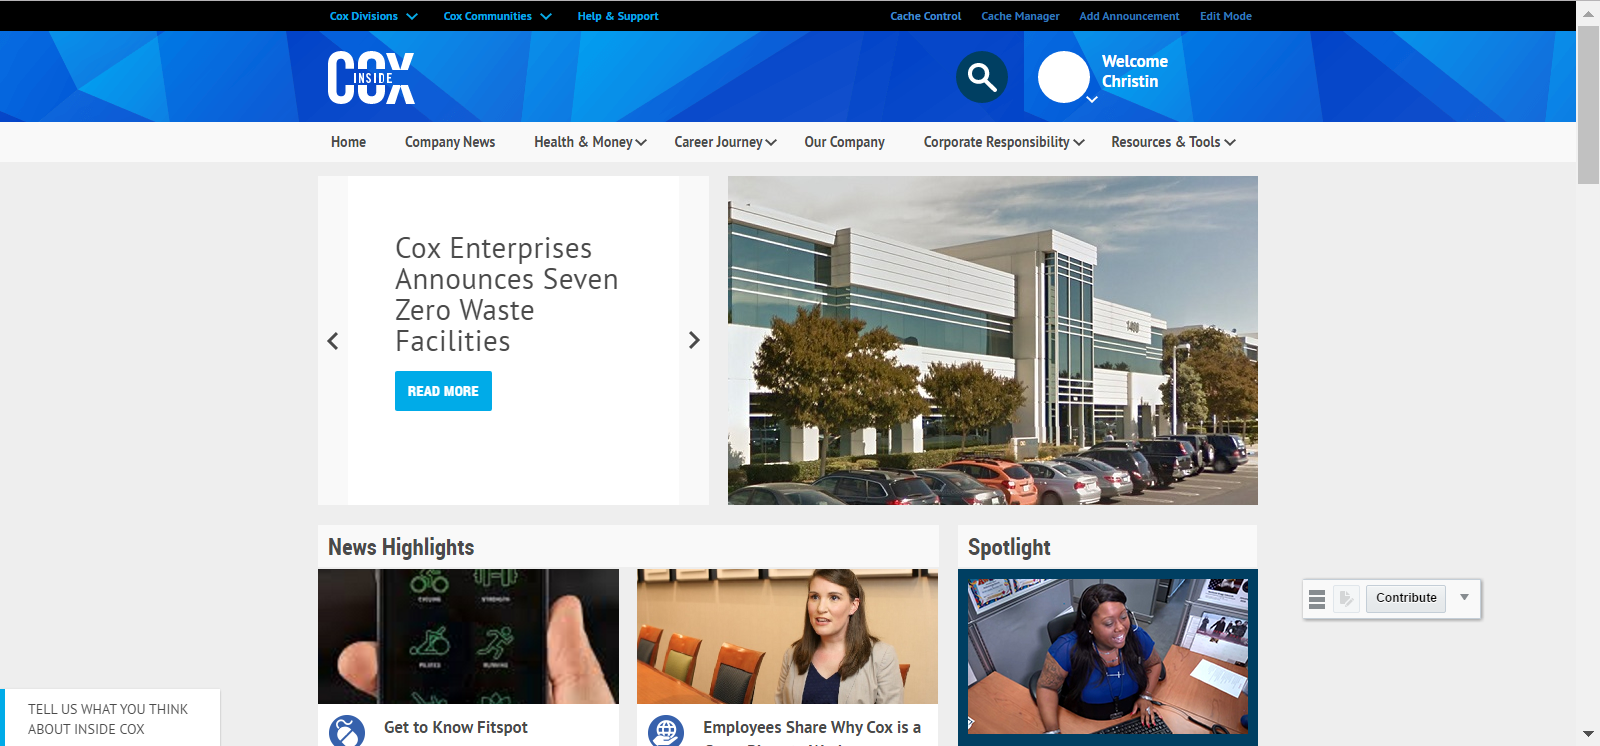 Cox Divisions Cox Communities Help & Support Cache Control Cache Manager Add Announcement Edit Mode
COX
INSIDE
Welcome
Christin
Home Company News Health & Money Career Journey Our Company Corporate Responsibility Resources & Tools
Cox Enterprises
Announces Seven
Zero Waste
Facilities
READ MORE
1400
News Highlights
Spotlight
CYCLING STRENGTH
PILATES RUNNING
Contribute
Get to Know Fitspot
Employees Share Why Cox is a
TELL US WHAT YOU THINK
ABOUT INSIDE COX